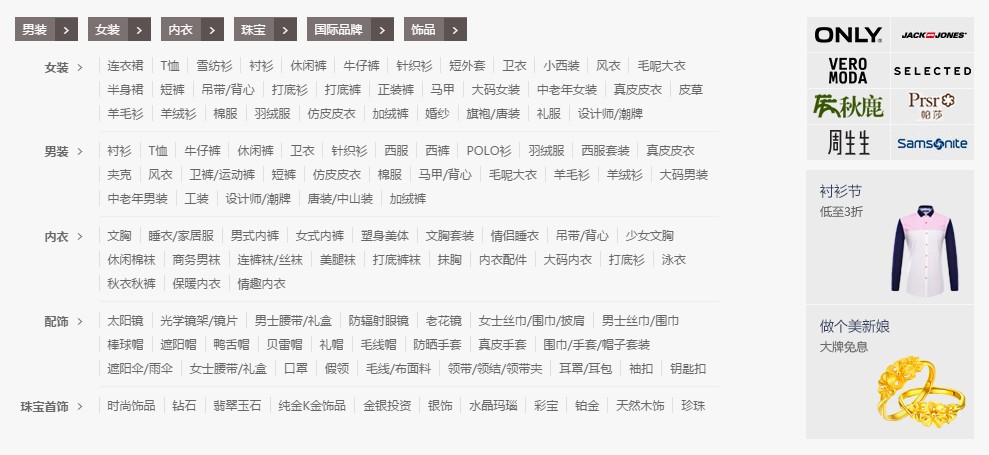 男装 > 女装 > 内衣 > 珠宝 > 国际品牌 > 饰品 >
女装 > 连衣裙 T恤 雪纺衫 衬衫 休闲裤 牛仔裤 针织衫 短外套 卫衣 小西装 风衣 毛呢大衣
半身裙 短裤 吊带/背心 打底衫 打底裤 正装裤 马甲 大码女装 中老年女装 真皮皮衣 皮草
羊毛衫 羊绒衫 棉服 羽绒服 仿皮皮衣 加绒裤 婚纱 旗袍/唐装 礼服 设计师/潮牌
男装 > 衬衫 T恤 牛仔裤 休闲裤 卫衣 针织衫 西服 西裤 POLO衫 羽绒服 西服套装 真皮皮衣
夹克 风衣 卫裤/运动裤 短裤 仿皮皮衣 棉服 马甲/背心 毛呢大衣 羊毛衫 羊绒衫 大码男装
中老年男装 工装 设计师/潮牌 唐装/中山装 加绒裤
内衣 > 文胸 睡衣/家居服 男式内裤 女式内裤 塑身美体 文胸套装 情侣睡衣 吊带/背心 少女文胸
休闲棉袜 商务男袜 连裤袜/丝袜 美腿袜 打底裤袜 抹胸 内衣配件 大码内衣 打底衫 泳衣
秋衣秋裤 保暖内衣 情趣内衣
配饰 > 太阳镜 光学镜架/镜片 男士腰带/礼盒 防辐射眼镜 老花镜 女士丝巾/围巾/披肩 男士丝巾/围巾
棒球帽 遮阳帽 鸭舌帽 贝雷帽 礼帽 毛线帽 防晒手套 真皮手套 围巾/手套/帽子套装
遮阳伞/雨伞 女士腰带/礼盒 口罩 假领 毛线/布面料 领带/领结/领带夹 耳罩/耳包 袖扣 钥匙扣
珠宝首饰 > 时尚饰品 钻石 翡翠玉石 纯金K金饰品 金银投资 银饰 水晶玛瑙 彩宝 铂金 天然木饰 珍珠
ONLY JACK JONES
VERO MODA SELECTED
秋鹿 Prsr 帕莎
周生生 Samsonite
衬衫节
低至3折
做个美新娘
大牌免息